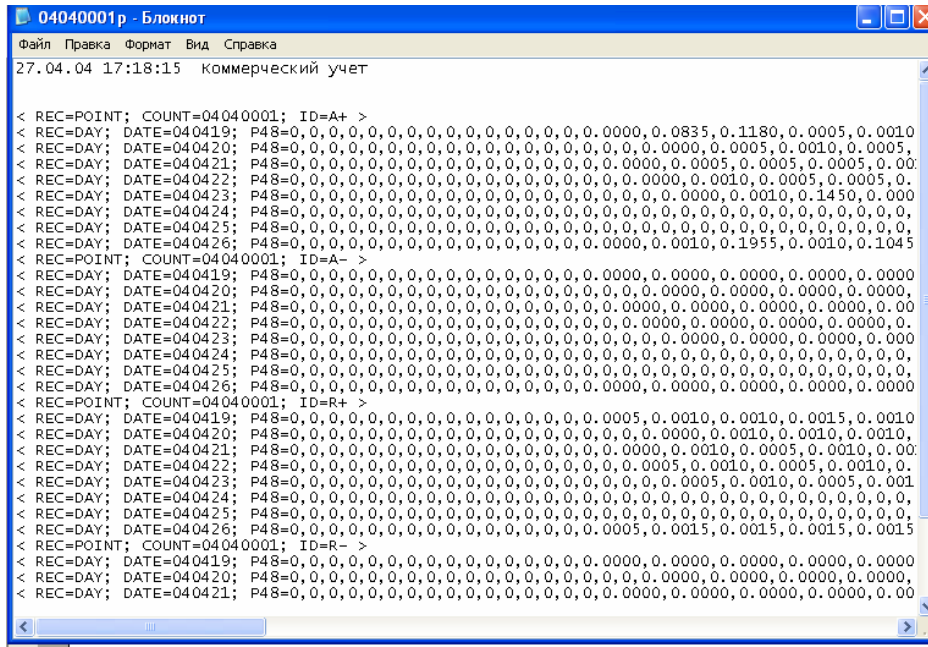 04040001p - Блокнот
Файл Правка Формат Вид Справка
27.04.04 17:18:15 Коммерческий учет
< REC=POINT; COUNT=04040001; ID=A+ >
< REC=DAY; DATE=040419; P48=0,0,0,0,0,0,0,0,0,0,0,0,0,0,0,0.0000,0.0835,0.1180,0.0005,0.0010
< REC=DAY; DATE=040420; P48=0,0,0,0,0,0,0,0,0,0,0,0,0,0,0,0,0,0,0.0000,0.0005,0.0010,0.0005,
< REC=DAY; DATE=040421; P48=0,0,0,0,0,0,0,0,0,0,0,0,0,0,0,0,0.0000,0.0005,0.0005,0.0005,0.00
< REC=DAY; DATE=040422; P48=0,0,0,0,0,0,0,0,0,0,0,0,0,0,0,0,0,0.0000,0.0010,0.0005,0.0005,0.
< REC=DAY; DATE=040423; P48=0,0,0,0,0,0,0,0,0,0,0,0,0,0,0,0,0,0,0,0.0000,0.0010,0.1450,0.000
< REC=DAY; DATE=040424; P48=0,0,0,0,0,0,0,0,0,0,0,0,0,0,0,0,0,0,0,0,0,0,0,0,0,0,0,0,0,0,0,0,
< REC=DAY; DATE=040425; P48=0,0,0,0,0,0,0,0,0,0,0,0,0,0,0,0,0,0,0,0,0,0,0,0,0,0,0,0,0,0,0,0,
< REC=DAY; DATE=040426; P48=0,0,0,0,0,0,0,0,0,0,0,0,0,0,0,0.0000,0.0010,0.1955,0.0010,0.1045
< REC=POINT; COUNT=04040001; ID=A- >
< REC=DAY; DATE=040419; P48=0,0,0,0,0,0,0,0,0,0,0,0,0,0,0,0.0000,0.0000,0.0000,0.0000,0.0000
< REC=DAY; DATE=040420; P48=0,0,0,0,0,0,0,0,0,0,0,0,0,0,0,0,0,0,0.0000,0.0000,0.0000,0.0000,
< REC=DAY; DATE=040421; P48=0,0,0,0,0,0,0,0,0,0,0,0,0,0,0,0,0.0000,0.0000,0.0000,0.0000,0.00
< REC=DAY; DATE=040422; P48=0,0,0,0,0,0,0,0,0,0,0,0,0,0,0,0,0,0.0000,0.0000,0.0000,0.0000,0.
< REC=DAY; DATE=040423; P48=0,0,0,0,0,0,0,0,0,0,0,0,0,0,0,0,0,0,0,0.0000,0.0000,0.0000,0.000
< REC=DAY; DATE=040424; P48=0,0,0,0,0,0,0,0,0,0,0,0,0,0,0,0,0,0,0,0,0,0,0,0,0,0,0,0,0,0,0,0,
< REC=DAY; DATE=040425; P48=0,0,0,0,0,0,0,0,0,0,0,0,0,0,0,0,0,0,0,0,0,0,0,0,0,0,0,0,0,0,0,0,
< REC=DAY; DATE=040426; P48=0,0,0,0,0,0,0,0,0,0,0,0,0,0,0,0.0000,0.0000,0.0000,0.0000,0.0000
< REC=POINT; COUNT=04040001; ID=R+ >
< REC=DAY; DATE=040419; P48=0,0,0,0,0,0,0,0,0,0,0,0,0,0,0,0.0005,0.0010,0.0010,0.0015,0.0010
< REC=DAY; DATE=040420; P48=0,0,0,0,0,0,0,0,0,0,0,0,0,0,0,0,0,0,0.0000,0.0010,0.0010,0.0010,
< REC=DAY; DATE=040421; P48=0,0,0,0,0,0,0,0,0,0,0,0,0,0,0,0,0.0000,0.0010,0.0005,0.0010,0.00
< REC=DAY; DATE=040422; P48=0,0,0,0,0,0,0,0,0,0,0,0,0,0,0,0,0,0.0005,0.0010,0.0005,0.0010,0.
< REC=DAY; DATE=040423; P48=0,0,0,0,0,0,0,0,0,0,0,0,0,0,0,0,0,0,0,0.0005,0.0010,0.0005,0.001
< REC=DAY; DATE=040424; P48=0,0,0,0,0,0,0,0,0,0,0,0,0,0,0,0,0,0,0,0,0,0,0,0,0,0,0,0,0,0,0,0,
< REC=DAY; DATE=040425; P48=0,0,0,0,0,0,0,0,0,0,0,0,0,0,0,0,0,0,0,0,0,0,0,0,0,0,0,0,0,0,0,0,
< REC=DAY; DATE=040426; P48=0,0,0,0,0,0,0,0,0,0,0,0,0,0,0,0.0005,0.0015,0.0015,0.0015,0.0015
< REC=POINT; COUNT=04040001; ID=R- >
< REC=DAY; DATE=040419; P48=0,0,0,0,0,0,0,0,0,0,0,0,0,0,0,0.0000,0.0000,0.0000,0.0000,0.0000
< REC=DAY; DATE=040420; P48=0,0,0,0,0,0,0,0,0,0,0,0,0,0,0,0,0,0,0.0000,0.0000,0.0000,0.0000,
< REC=DAY; DATE=040421; P48=0,0,0,0,0,0,0,0,0,0,0,0,0,0,0,0,0.0000,0.0000,0.0000,0.0000,0.00